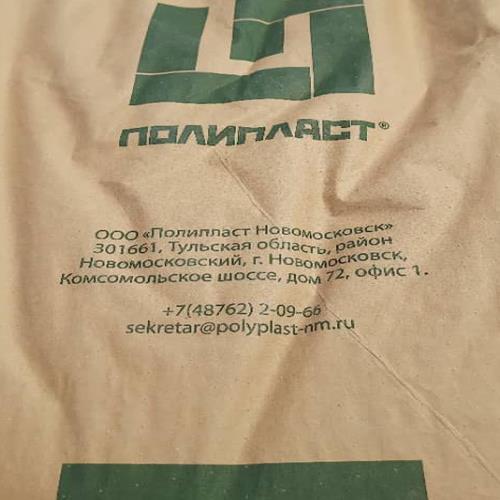 ПОЛИПЛАСТ®
ООО «Полипласт Новомосковск»
301661, Тульская область, район
Новомосковский, г. Новомосковск,
Комсомольское шоссе, дом 72, офис 1.
+7(48762) 2-09-66
sekretar@polyplast-nm.ru